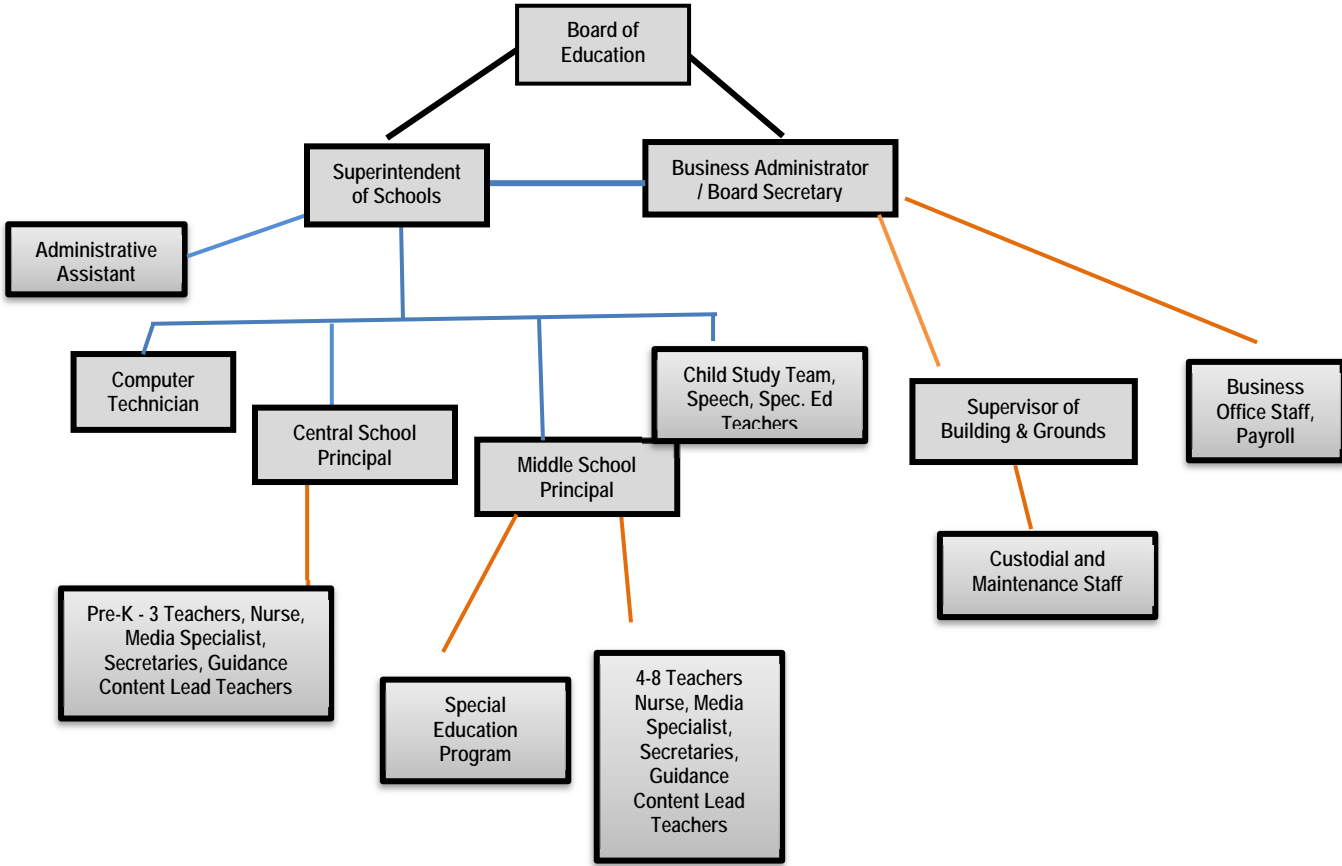 Board of
Education
Superintendent
of Schools
Business Administrator
/ Board Secretary
Administrative
Assistant
Computer
Technician
Central School
Principal
Middle School
Principal
Child Study Team,
Speech, Spec. Ed
Teachers
Supervisor of
Building & Grounds
Business
Office Staff,
Payroll
Custodial and
Maintenance Staff
Pre-K - 3 Teachers, Nurse,
Media Specialist,
Secretaries, Guidance
Content Lead Teachers
Special
Education
Program
4-8 Teachers
Nurse, Media
Specialist,
Secretaries,
Guidance
Content Lead
Teachers